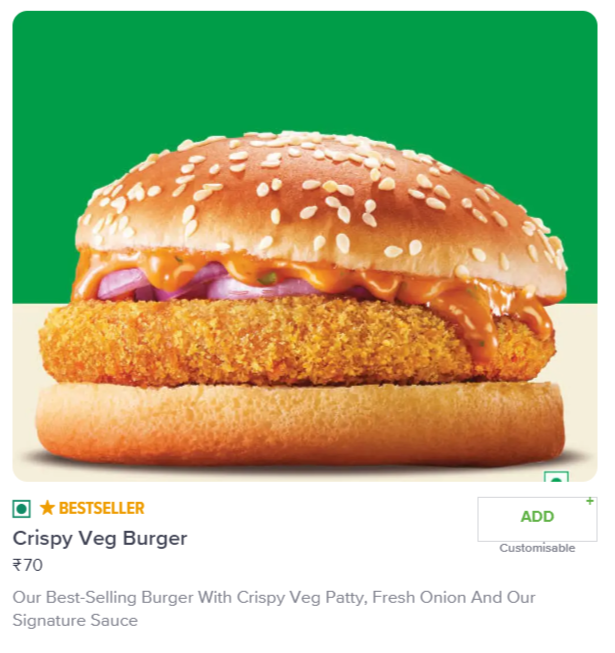 BESTSELLER
ADD +
Crispy Veg Burger
Customisable
₹70
Our Best-Selling Burger With Crispy Veg Patty, Fresh Onion And Our
Signature Sauce